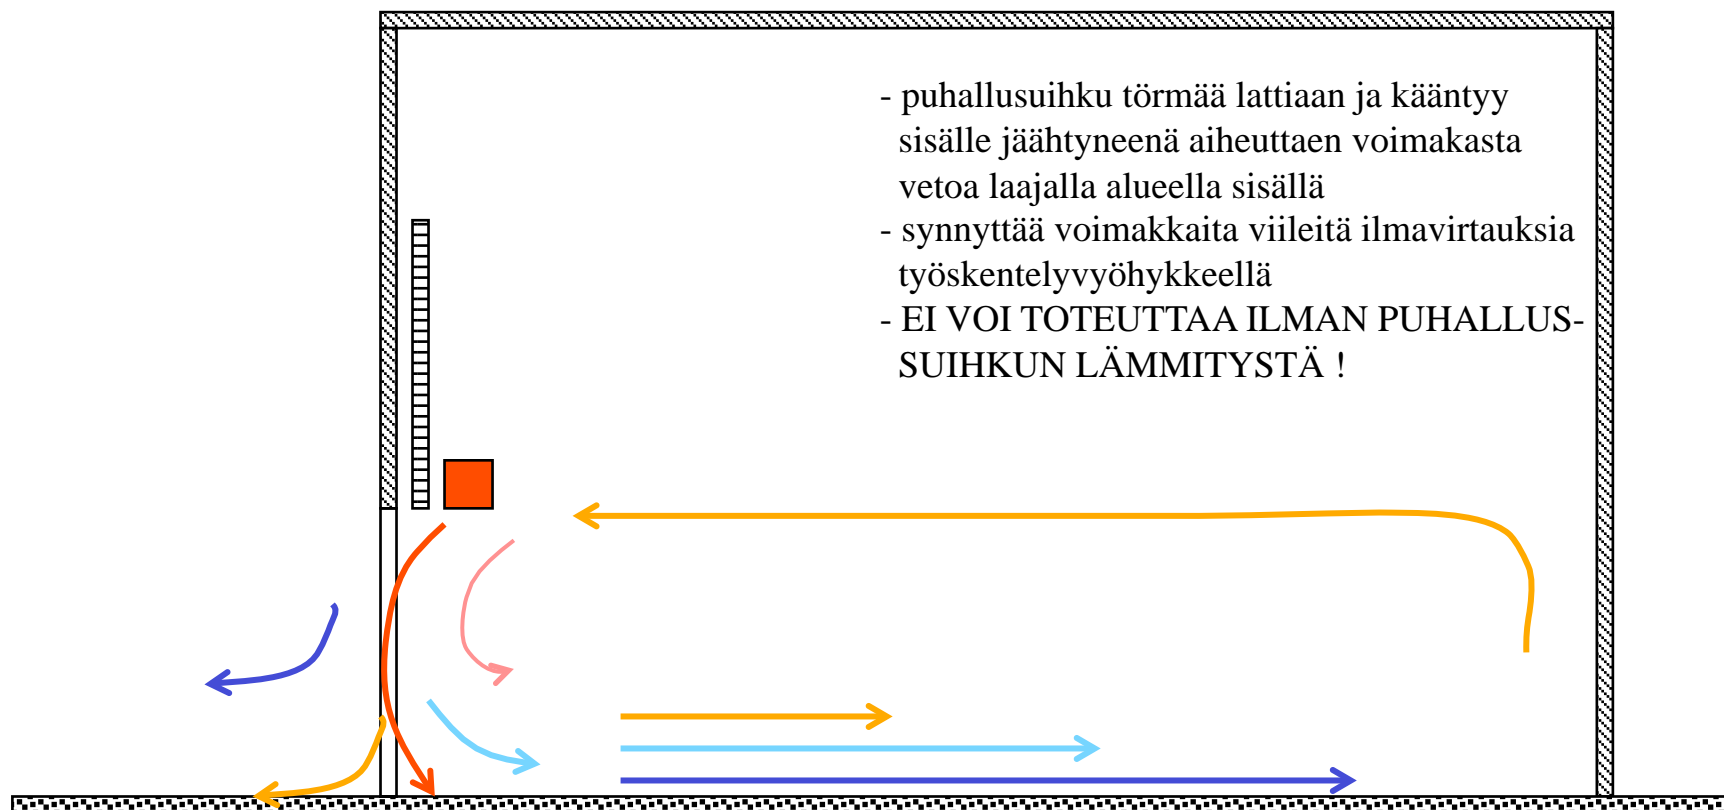 - puhallusuihku törmää lattiaan ja kääntyy
sisälle jäähtyneenä aiheuttaen voimakasta
vetoa laajalla alueella sisällä
- synnyttää voimakkaita viileitä ilmavirtauksia
työskentelyvyöhykkeellä
- EI VOI TOTEUTTAA ILMAN PUHALLUS-
SUIHKUN LÄMMITYSTÄ !